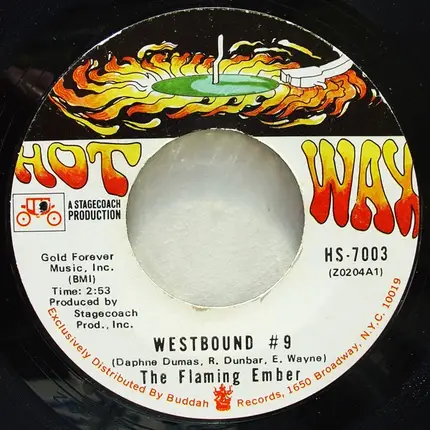 HOT WAX
A STAGECOACH
PRODUCTION
Gold Forever
Music, Inc.
(BMI)
Time: 2:53
Produced by
Stagecoach
Prod., Inc.
HS-7003
(Z0204A1)
WESTBOUND #9
(Daphne Dumas, R. Dunbar, E. Wayne)
The Flaming Ember
Exclusively Distributed By Buddah Records, 1650 Broadway, N.Y.C. 10019